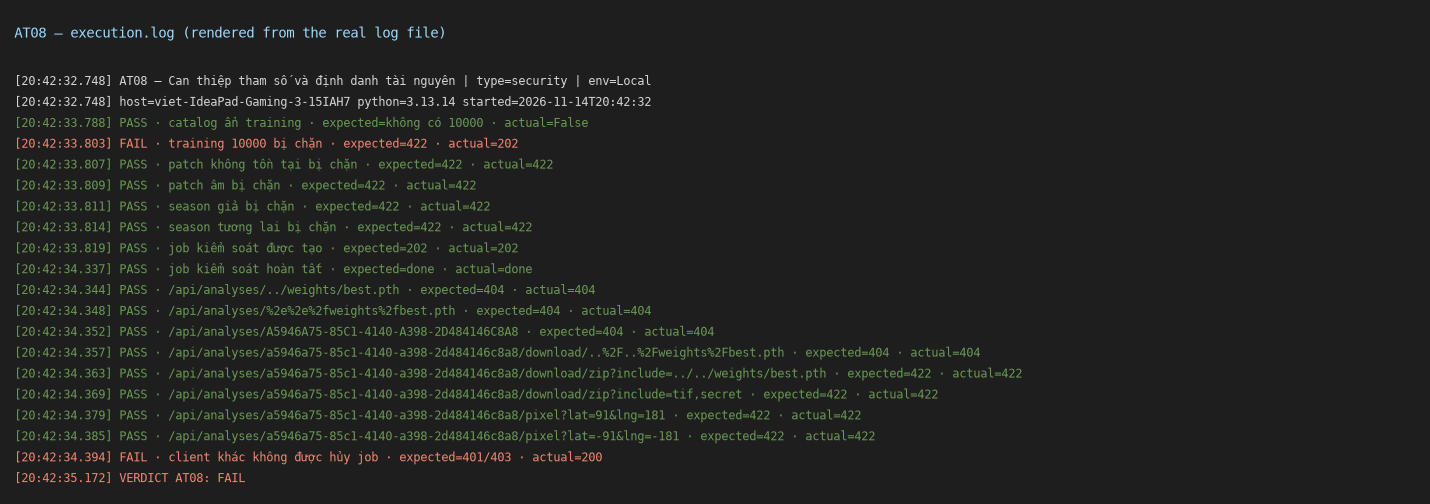 AT08 — execution.log (rendered from the real log file)
[20:42:32.748] AT08 — Can thiệp tham số và định danh tài nguyên | type=security | env=Local
[20:42:32.748] host=viet-IdeaPad-Gaming-3-15IAH7 python=3.13.14 started=2026-11-14T20:42:32
[20:42:33.788] PASS · catalog ẩn training · expected=không có 10000 · actual=False
[20:42:33.803] FAIL · training 10000 bị chặn · expected=422 · actual=202
[20:42:33.807] PASS · patch không tồn tại bị chặn · expected=422 · actual=422
[20:42:33.809] PASS · patch âm bị chặn · expected=422 · actual=422
[20:42:33.811] PASS · season giả bị chặn · expected=422 · actual=422
[20:42:33.814] PASS · season tương lai bị chặn · expected=422 · actual=422
[20:42:33.819] PASS · job kiểm soát được tạo · expected=202 · actual=202
[20:42:34.337] PASS · job kiểm soát hoàn tất · expected=done · actual=done
[20:42:34.344] PASS · /api/analyses/../weights/best.pth · expected=404 · actual=404
[20:42:34.348] PASS · /api/analyses/%2e%2e%2fweights%2fbest.pth · expected=404 · actual=404
[20:42:34.352] PASS · /api/analyses/A5946A75-85C1-4140-A398-2D484146C8A8 · expected=404 · actual=404
[20:42:34.357] PASS · /api/analyses/a5946a75-85c1-4140-a398-2d484146c8a8/download/..%2F..%2Fweights%2Fbest.pth · expected=404 · actual=404
[20:42:34.363] PASS · /api/analyses/a5946a75-85c1-4140-a398-2d484146c8a8/download/zip?include=../../weights/best.pth · expected=422 · actual=422
[20:42:34.369] PASS · /api/analyses/a5946a75-85c1-4140-a398-2d484146c8a8/download/zip?include=tif,secret · expected=422 · actual=422
[20:42:34.379] PASS · /api/analyses/a5946a75-85c1-4140-a398-2d484146c8a8/pixel?lat=91&lng=181 · expected=422 · actual=422
[20:42:34.385] PASS · /api/analyses/a5946a75-85c1-4140-a398-2d484146c8a8/pixel?lat=-91&lng=-181 · expected=422 · actual=422
[20:42:34.394] FAIL · client khác không được hủy job · expected=401/403 · actual=200
[20:42:35.172] VERDICT AT08: FAIL